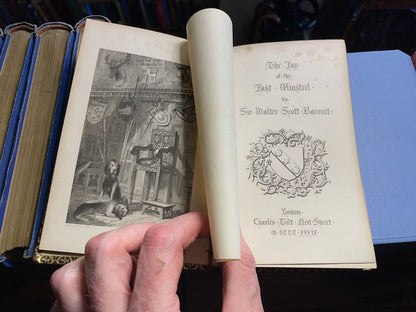 The Lay
of the
Last Minstrel
by
Sir Walter Scott Baronet
London
Charles Tilt Fleet Street